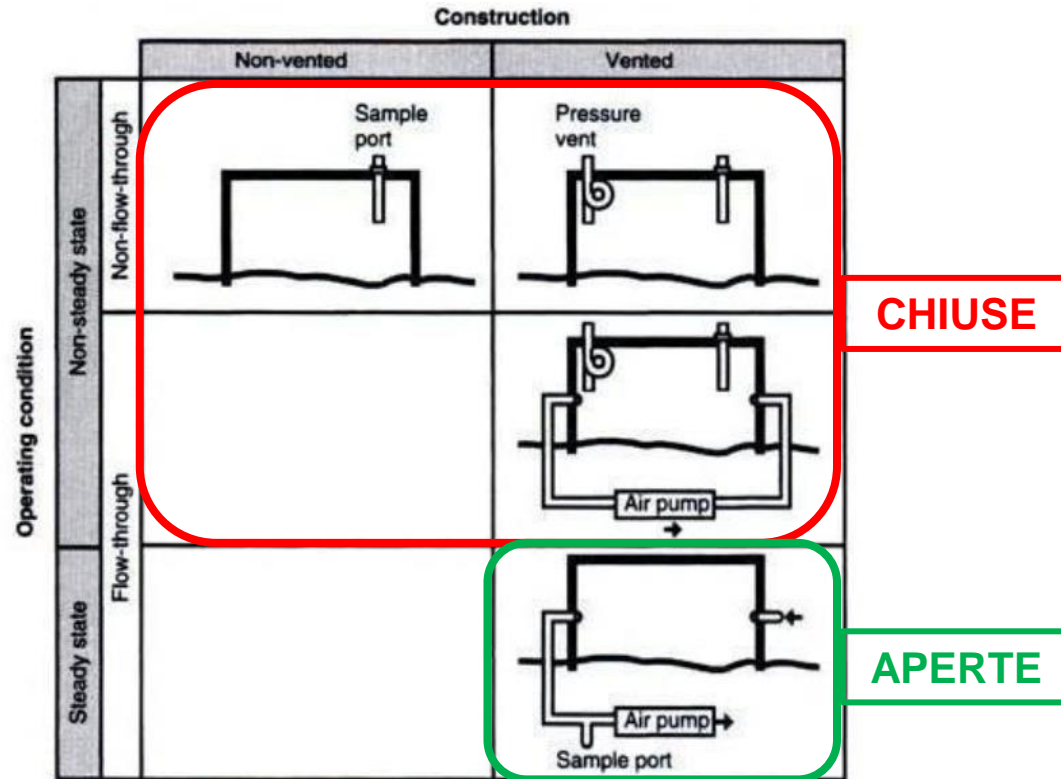 Construction
Non-vented
Vented
Operating condition
Non-steady state
Non-flow-through
Sample
port
Pressure
vent
CHIUSE
Flow-through
Air pump
Steady state
APERTE
Air pump
Sample port